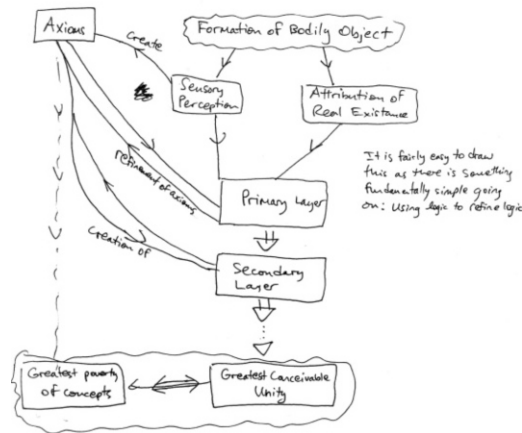 Axioms
Formation of Bodily Object
Create
Sensory
Perception
Attribution of
Real Existance
It is fairly easy to draw
this as there is something
fundamentally simple going
on: Using logic to refine logic
refinement of axioms
Primary Layer
Creation of
Secondary
Layer
Greatest poverty
of concepts
Greatest Conceivable
Unity